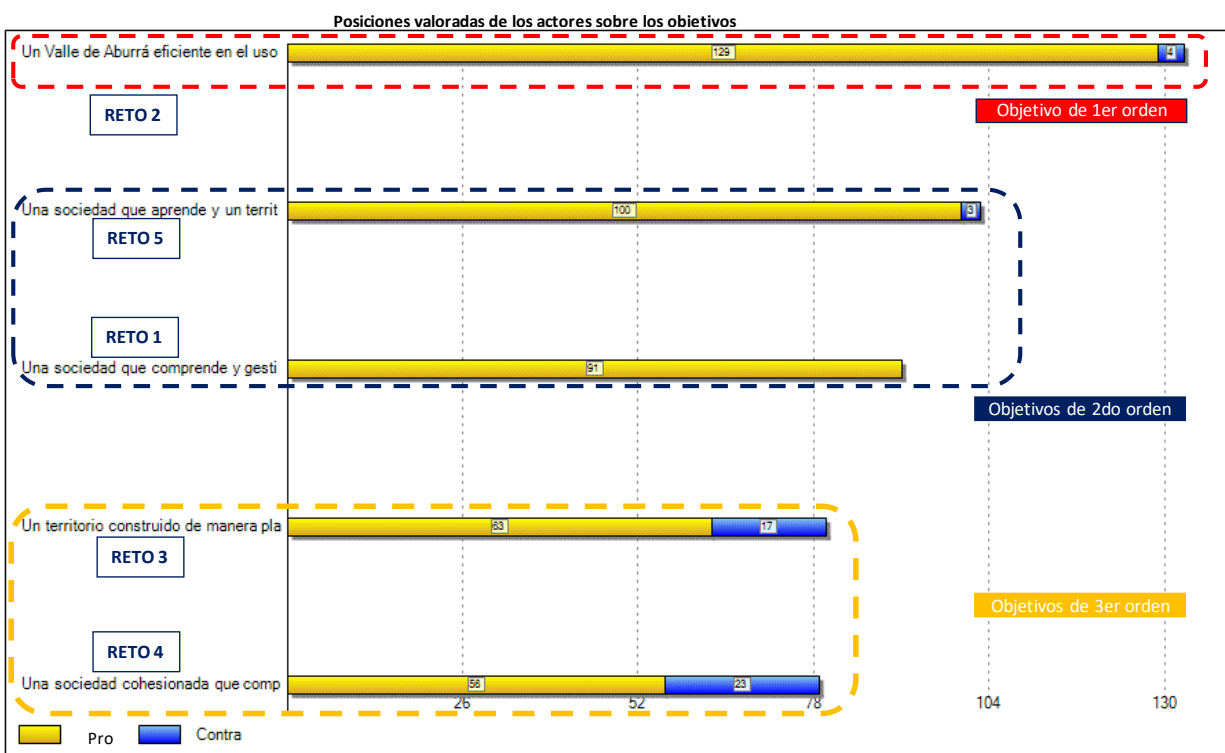 Posiciones valoradas de los actores sobre los objetivos
Un Valle de Aburrá eficiente en el uso
129
4
RETO 2
Objetivo de 1er orden
Una sociedad que aprende y un territ
100
3
RETO 5
RETO 1
Una sociedad que comprende y gesti
91
Objetivos de 2do orden
Un territorio construido de manera pla
63
17
RETO 3
Objetivos de 3er orden
RETO 4
Una sociedad cohesionada que comp
56
23
26
52
78
104
130
Pro
Contra